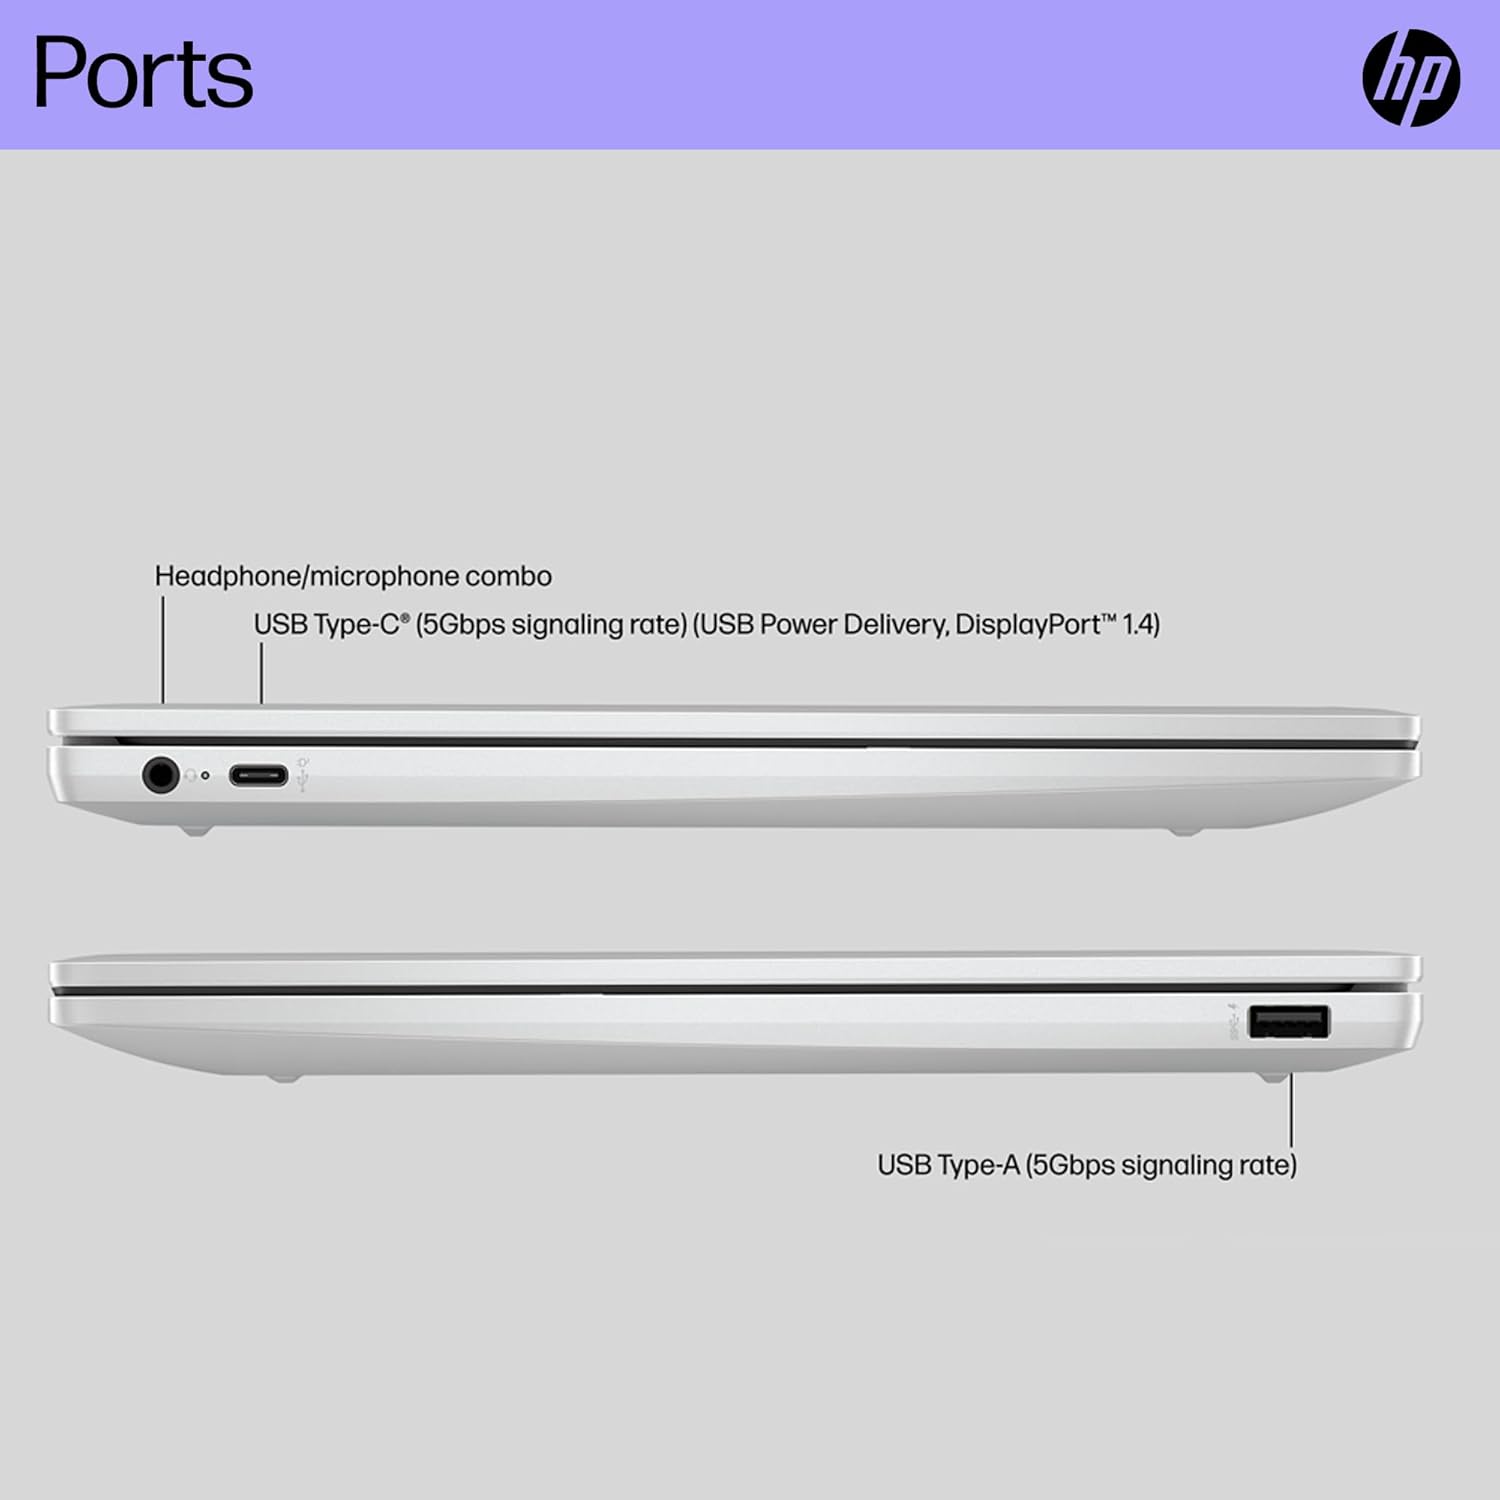 Ports
hp
Headphone/microphone combo
USB Type-C® (5Gbps signaling rate) (USB Power Delivery, DisplayPort™ 1.4)
USB Type-A (5Gbps signaling rate)